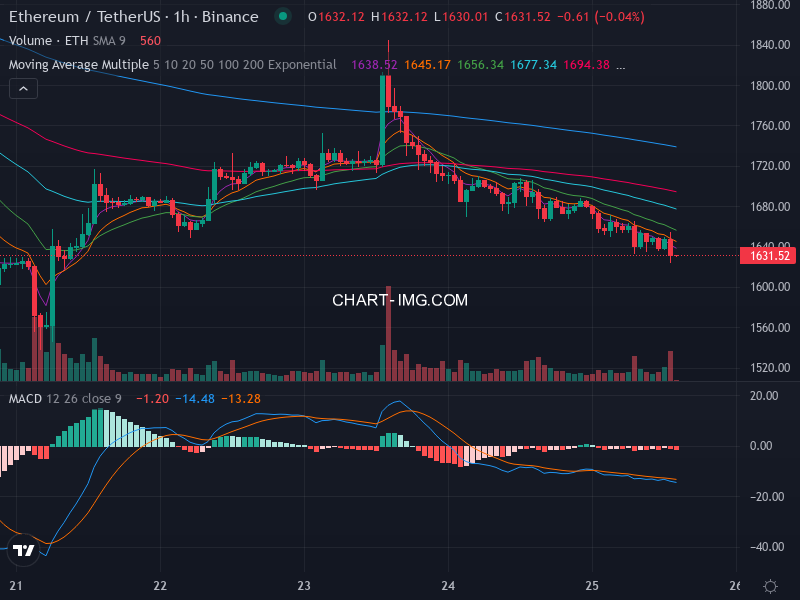 Ethereum / TetherUS · 1h · Binance O1632.12 H1632.12 L1630.01 C1631.52 −0.61 (−0.04%)
Volume · ETH SMA 9 560
Moving Average Multiple 5 10 20 50 100 200 Exponential 1638.52 1645.17 1656.34 1677.34 1694.38 ...
1880.00
1840.00
1800.00
1760.00
1720.00
1680.00
1640.00
1631.52
1600.00
CHART-IMG.COM
1560.00
1520.00
MACD 12 26 close 9 −1.20 −14.48 −13.28
20.00
0.00
−20.00
−40.00
21 22 23 24 25 26